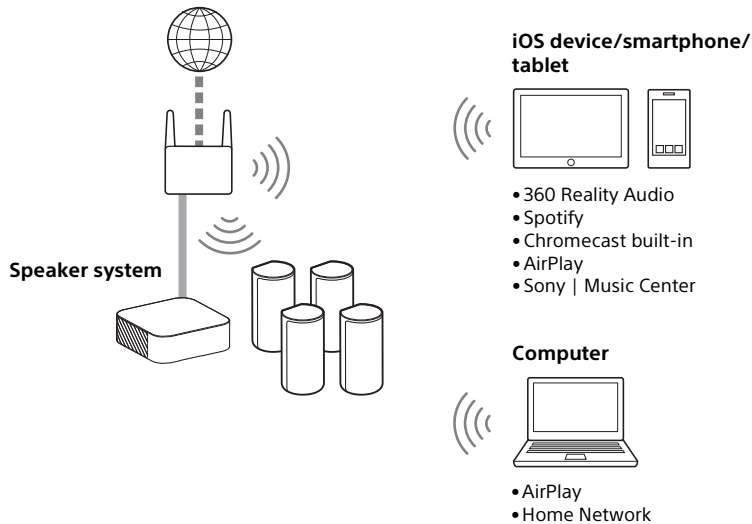 iOS device/smartphone/
tablet
• 360 Reality Audio
• Spotify
• Chromecast built-in
• AirPlay
• Sony | Music Center
Speaker system
Computer
• AirPlay
• Home Network